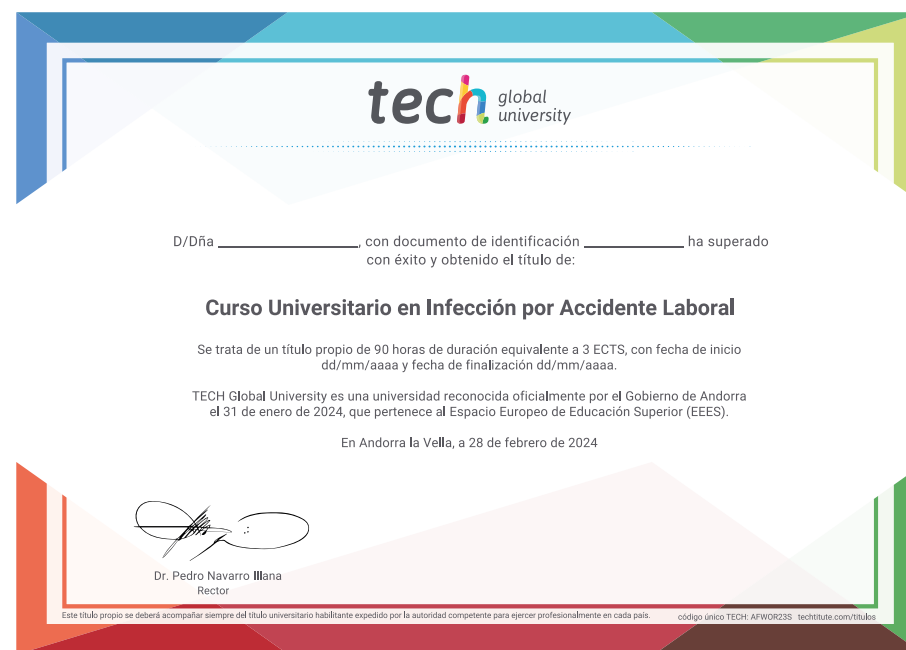 tech global
university
D/Dña ____________________, con documento de identificación ______________ ha superado
con éxito y obtenido el título de:
Curso Universitario en Infección por Accidente Laboral
Se trata de un título propio de 90 horas de duración equivalente a 3 ECTS, con fecha de inicio
dd/mm/aaaa y fecha de finalización dd/mm/aaaa.
TECH Global University es una universidad reconocida oficialmente por el Gobierno de Andorra
el 31 de enero de 2024, que pertenece al Espacio Europeo de Educación Superior (EEES).
En Andorra la Vella, a 28 de febrero de 2024
Dr. Pedro Navarro Illana
Rector
Este título propio se deberá acompañar siempre del título universitario habilitante expedido por la autoridad competente para ejercer profesionalmente en cada país.
código único TECH: AFWOR23S techtitute.com/titulos